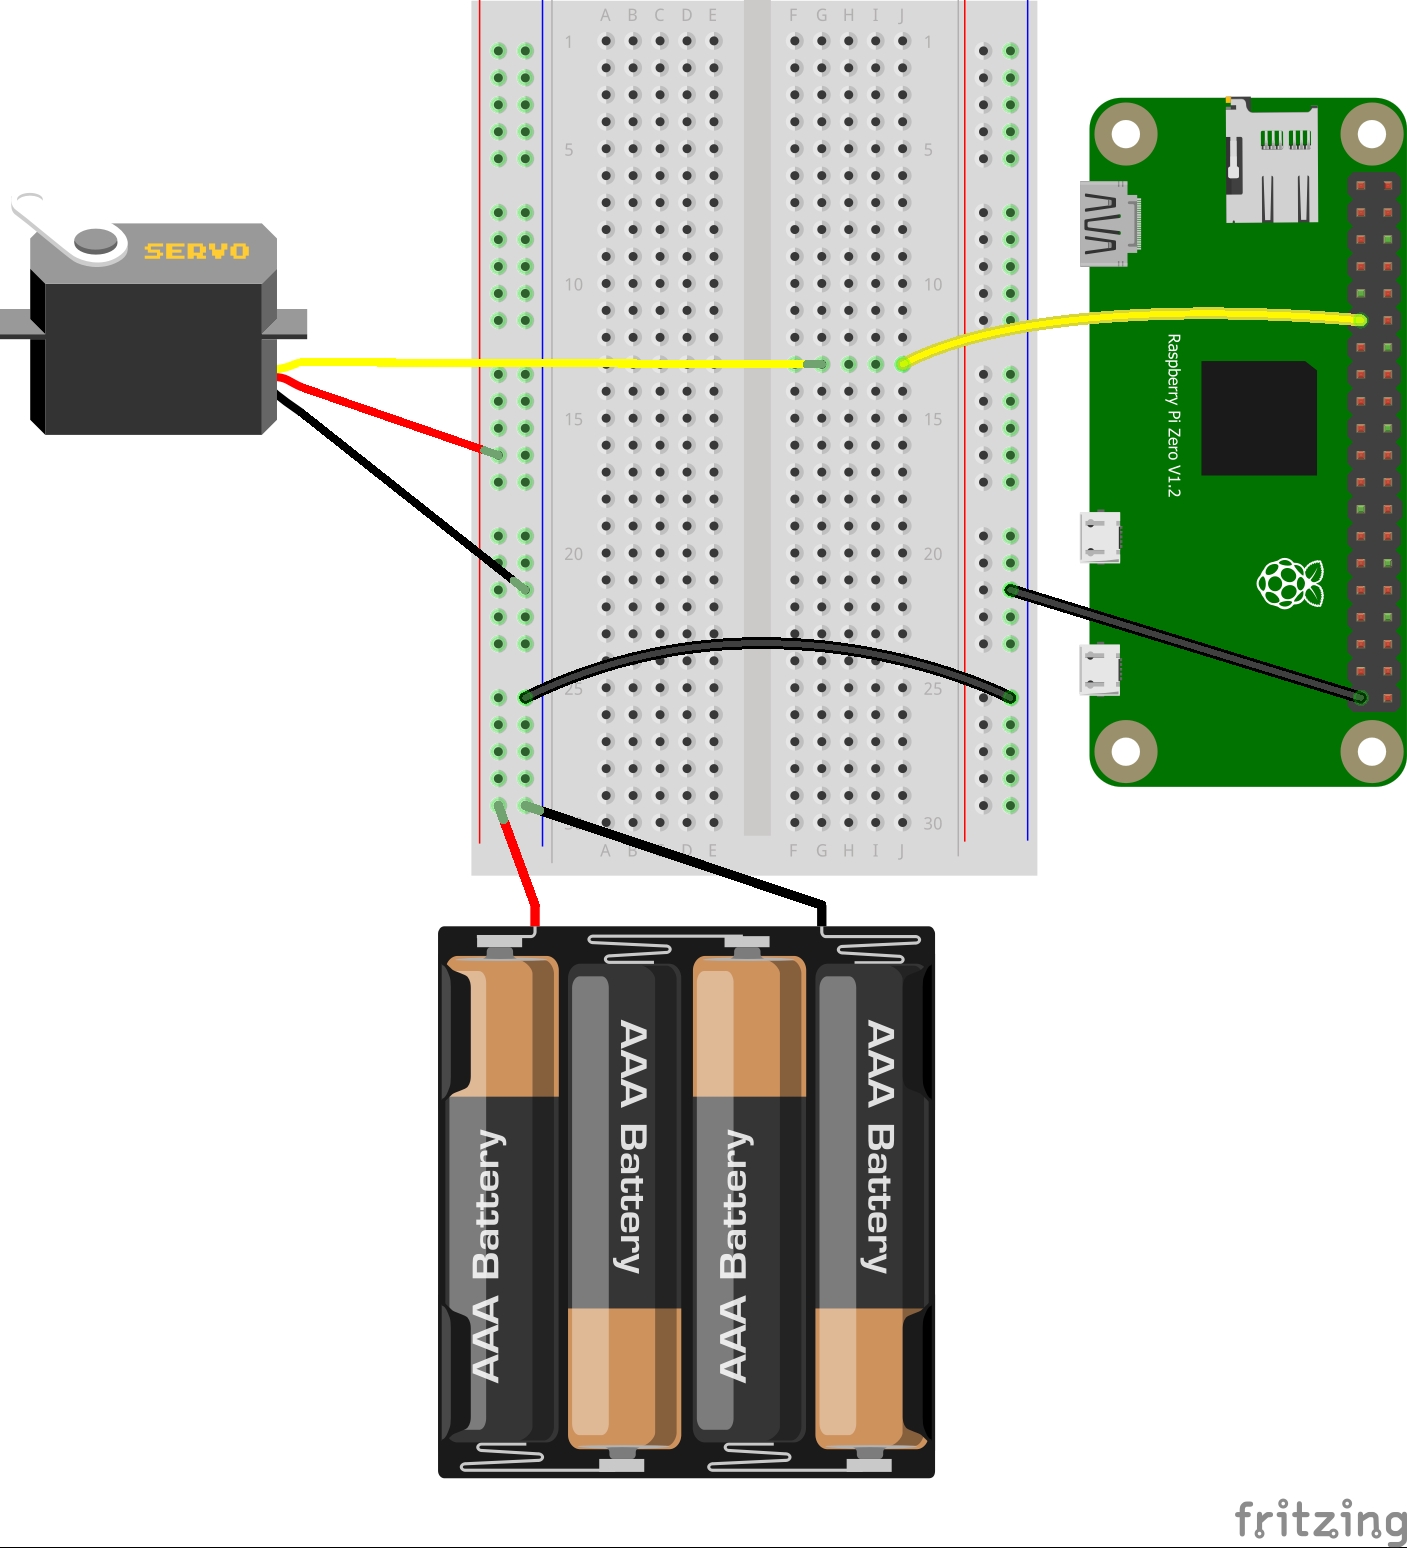 A B C D E F G H I J
1 1
5 5
SERVO
10 10
Raspberry Pi Zero V1.2
15 15
20 20
25 25
30
A B D E F G H I J
AAA Battery
AAA Battery
AAA Battery
AAA Battery
fritzing